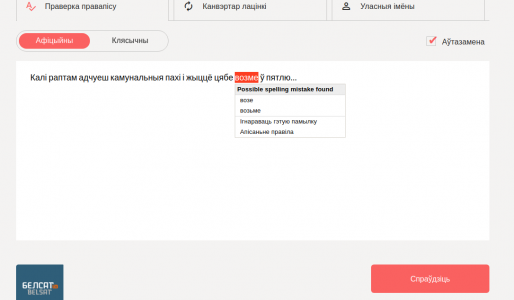 Праверка правапісу
Канвэртар лацінкі
Уласныя імёны
Афіцыйны
Клясычны
Аўтазамена
Калі раптам адчуеш камунальныя пахі і жыццё цябе возме ў пятлю...
Possible spelling mistake found
возе
возьме
Ігнараваць гэтую памылку
Апісаньне правіла
БЕЛСАТ
BELSAT
Спраўдзіць